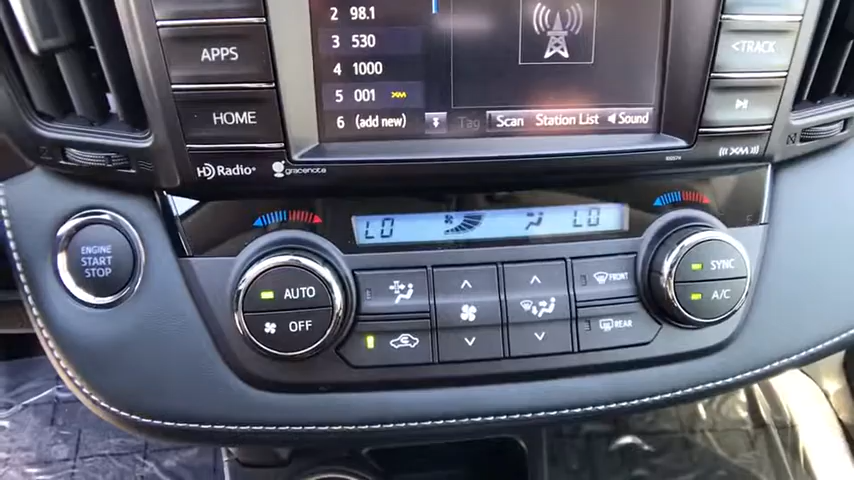 2 98.1
APPS
3 530
4 1000
5 001 XM
HOME
6 (add new)
Tag
Scan
Station List
Sound
TRACK
HD Radio
gracenote
XM
LO
LO
ENGINE
START
STOP
AUTO
OFF
FRONT
REAR
SYNC
A/C